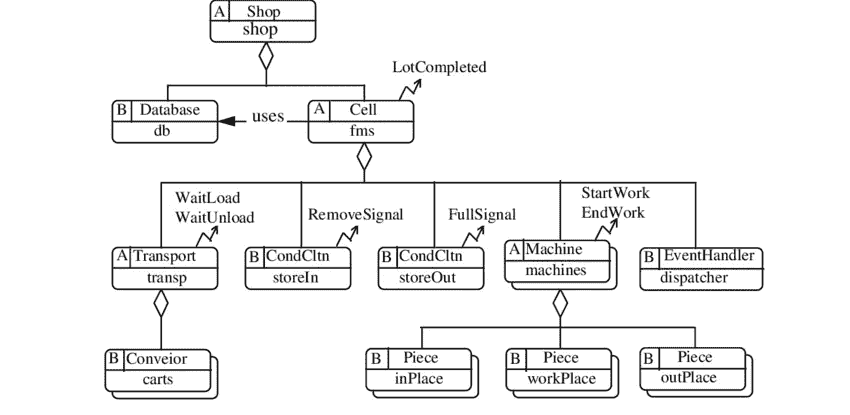 A Shop
shop
LotCompleted
B Database
db
uses
A Cell
fms
WaitLoad
WaitUnload
RemoveSignal
FullSignal
StartWork
EndWork
A Transport
transp
B CondCltn
storeIn
B CondCltn
storeOut
A Machine
machines
B EventHandler
dispatcher
B Conveior
carts
B Piece
inPlace
B Piece
workPlace
B Piece
outPlace